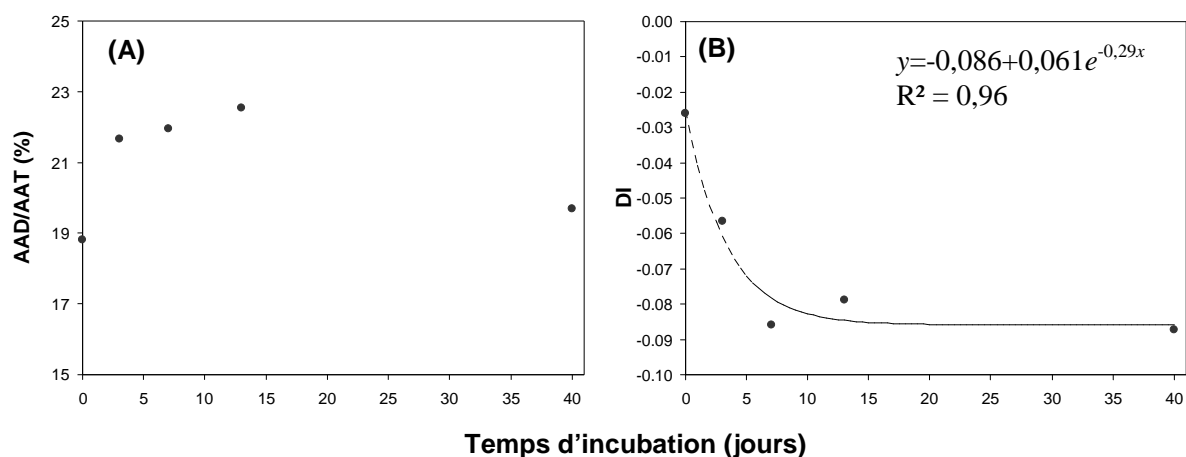 (A)
AAD/AAT (%)
25
23
21
19
17
15
0 5 10 15 20 25 30 35 40
(B)
y=-0,086+0,061e^-0,29x
R² = 0,96
DI
0.00
-0.01
-0.02
-0.03
-0.04
-0.05
-0.06
-0.07
-0.08
-0.09
-0.10
0 5 10 15 20 25 30 35 40
Temps d'incubation (jours)